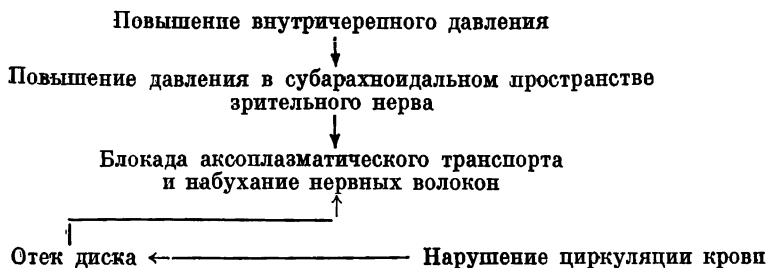 Повышение внутричерепного давления
Повышение давления в субарахноидальном пространстве
зрительного нерва
Блокада аксоплазматического транспорта
и набухание нервных волокон
Отек диска
Нарушение циркуляции крови